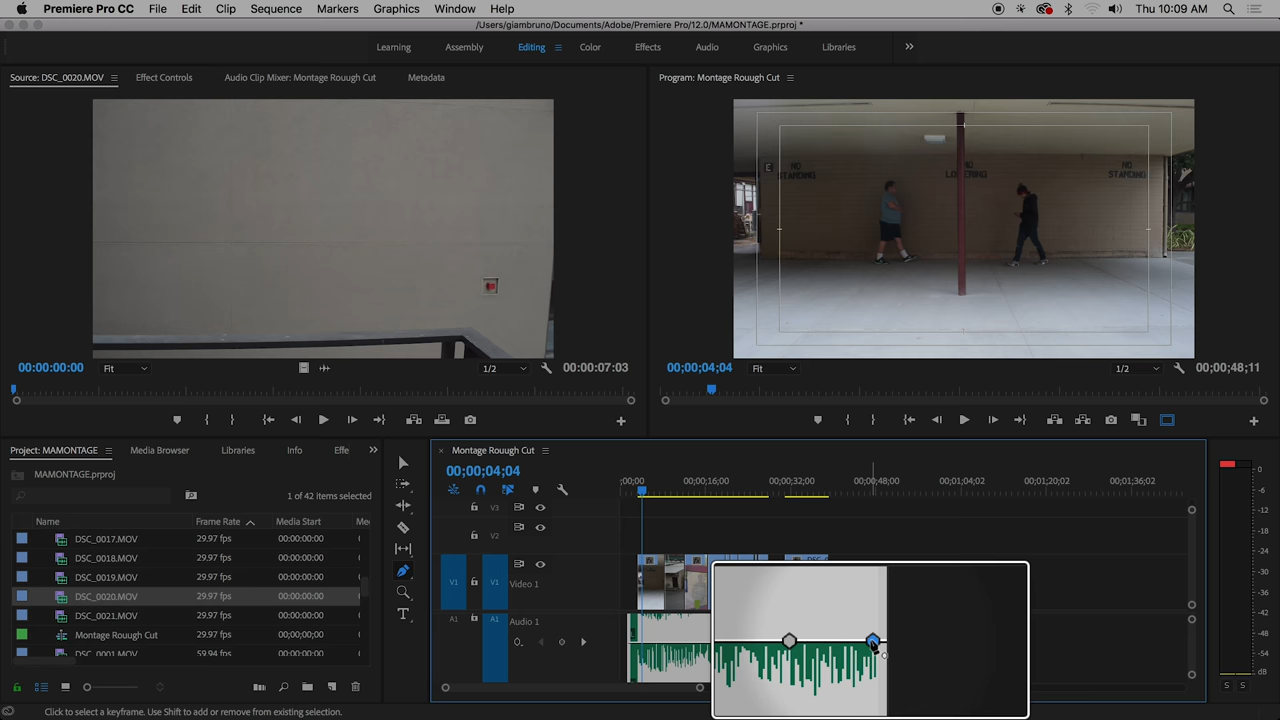 Premiere Pro CC File Edit Clip Sequence Markers Graphics Window Help Thu 10:09 AM
/Users/giambruno/Documents/Adobe/Premiere Pro/12.0/MAMONTAGE.prproj *
Learning Assembly Editing Color Effects Audio Graphics Libraries
Source: DSC_0020.MOV Effect Controls Audio Clip Mixer: Montage Rouugh Cut Metadata
Program: Montage Rouugh Cut
E
NO STANDING
NO LOITERING
NO STANDING
00:00:00:00 Fit 1/2 00:00:07:03
00;00;04;04 Fit 1/2 00;00;48;11
Project: MAMONTAGE Media Browser Libraries Info Effe
MAMONTAGE.prproj
1 of 42 items selected
Name Frame Rate Media Start Me
DSC_0017.MOV 29.97 fps 00:00:00:00
DSC_0018.MOV 29.97 fps 00:00:00:00
DSC_0019.MOV 29.97 fps 00:00:00:00
DSC_0020.MOV 29.97 fps 00:00:00:00
DSC_0021.MOV 29.97 fps 00:00:00:00
Montage Rouugh Cut 29.97 fps 00;00;00;00
DSC_0001.MOV 59.94 fps 00:00:00:00
Montage Rouugh Cut
00;00;04;04
;00;00 00;00;16;00 00;00;32;00 00;00;48;00 00;01;04;02 00;01;20;02 00;01;36;02
V3
V2
V1 V1 Video 1
A1 A1 Audio 1
0
-6
-12
-18
-24
-30
-36
-42
-48
-54
dB
S S
Click to select a keyframe. Use Shift to add or remove from existing selection.